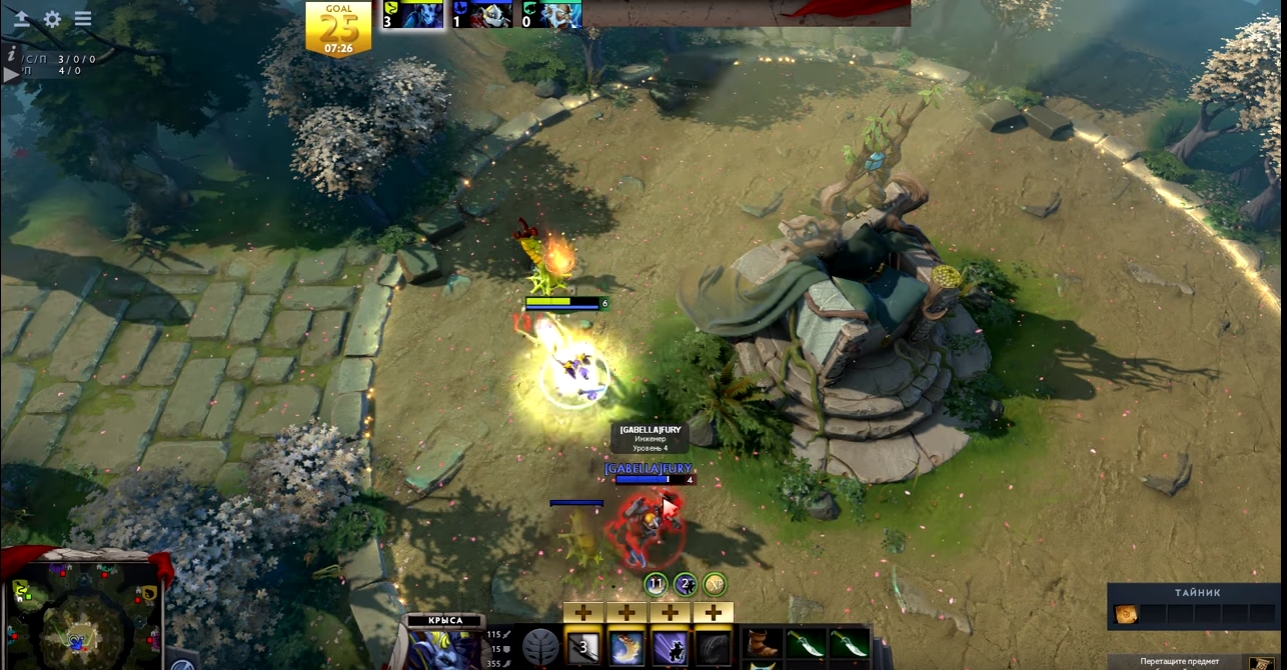 GOAL
25
07:26
3
1
0
/С/П 3/0/0
П 4/0
6
[GABELLA]FURY
Инженер
Уровень 4
[GABELLA]FURY
4
11 2 XP
КРЫСА
115
15
355
3
ТАЙНИК
Перетащите предмет